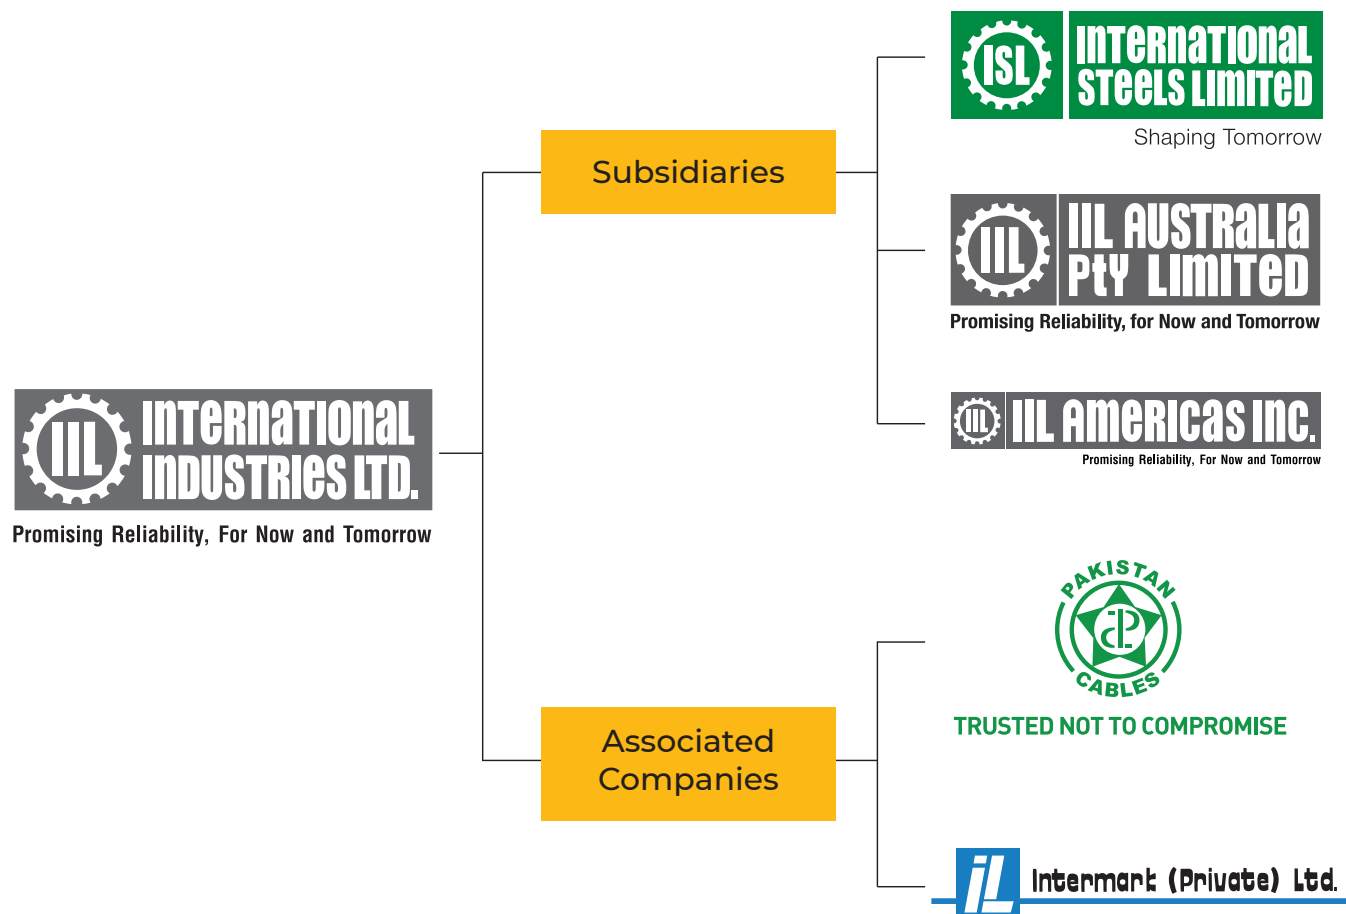 IIL
INTERNATIONAL
INDUSTRIES LTD.
Promising Reliability, For Now and Tomorrow
Subsidiaries
ISL
INTERNATIONAL
STEELS LIMITED
Shaping Tomorrow
IIL
IIL AUSTRALIA
PtY LIMITED
Promising Reliability, for Now and Tomorrow
IIL
IIL AMERICAS INC.
Promising Reliability, For Now and Tomorrow
Associated
Companies
PAKISTAN
CABLES
TRUSTED NOT TO COMPROMISE
iL
Intermark (Private) Ltd.